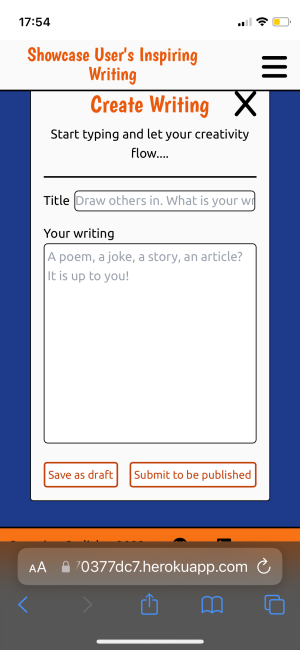 17:54
Showcase User's Inspiring
Writing
Create Writing
Start typing and let your creativity
flow....
Title Draw others in. What is your wr
Your writing
A poem, a joke, a story, an article?
It is up to you!
Save as draft Submit to be published
AA 70377dc7.herokuapp.com